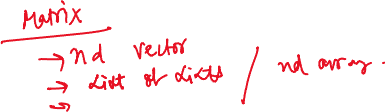 Matrix
→ nd vector
→ List of Lists / nd array.
→